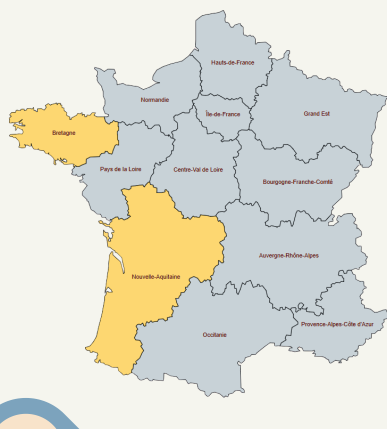 Hauts-de-France
Normandie
Île-de-France
Grand Est
Bretagne
Pays de la Loire
Centre-Val de Loire
Bourgogne-Franche-Comté
Auvergne-Rhône-Alpes
Nouvelle-Aquitaine
Provence-Alpes-Côte d'Azur
Occitanie